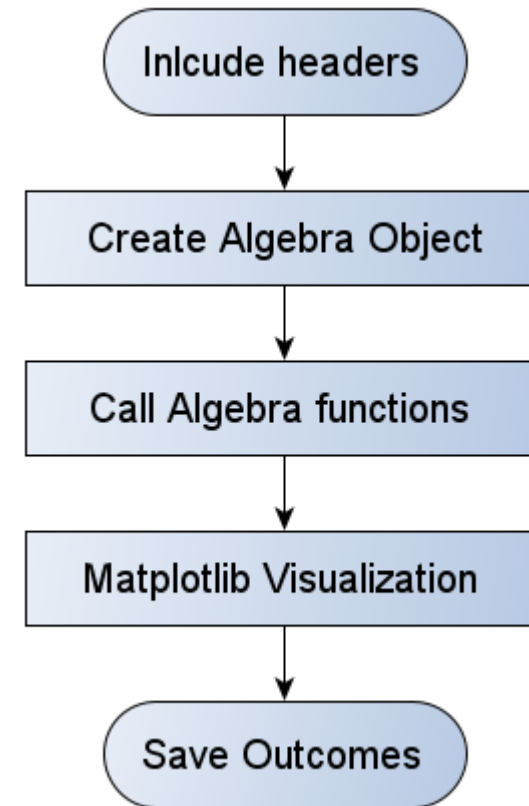 Inlcude headers
Create Algebra Object
Call Algebra functions
Matplotlib Visualization
Save Outcomes